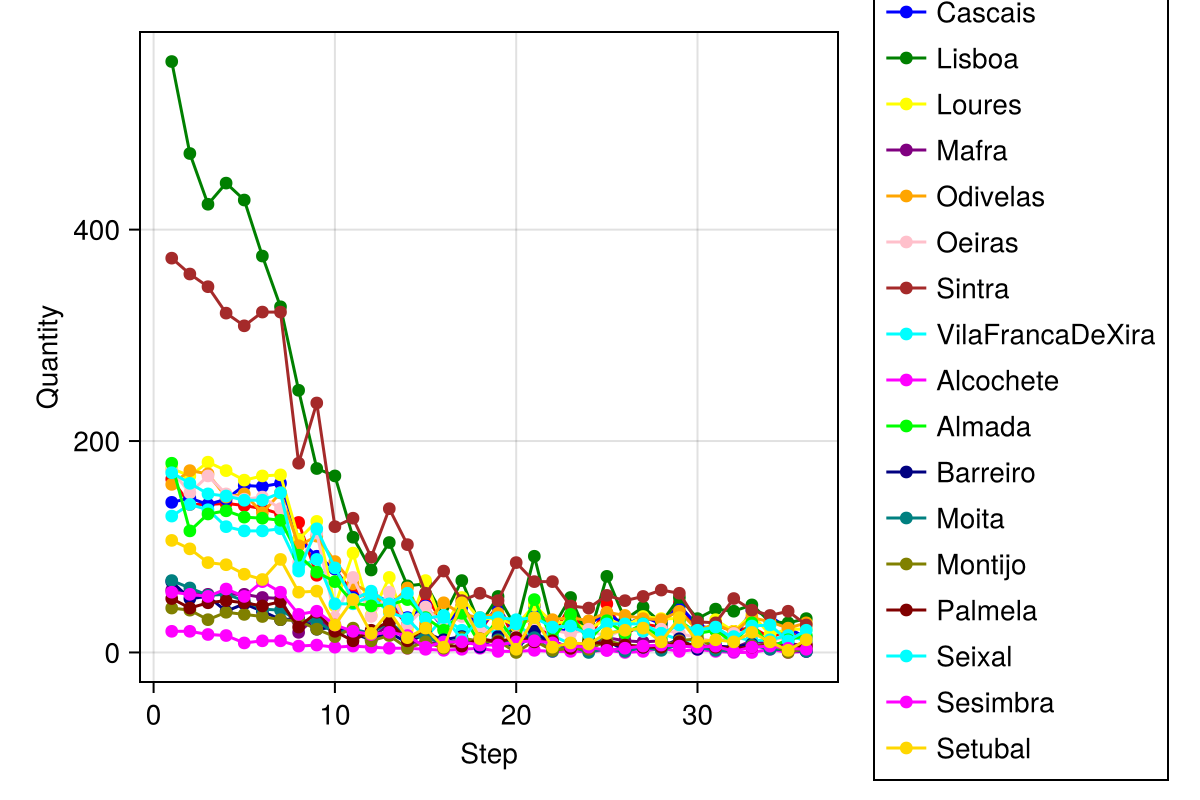 Cascais
Lisboa
Loures
Mafra
Odivelas
Oeiras
Sintra
VilaFrancaDeXira
Alcochete
Almada
Barreiro
Moita
Montijo
Palmela
Seixal
Sesimbra
Setubal
400
200
0
Quantity
0 10 20 30
Step